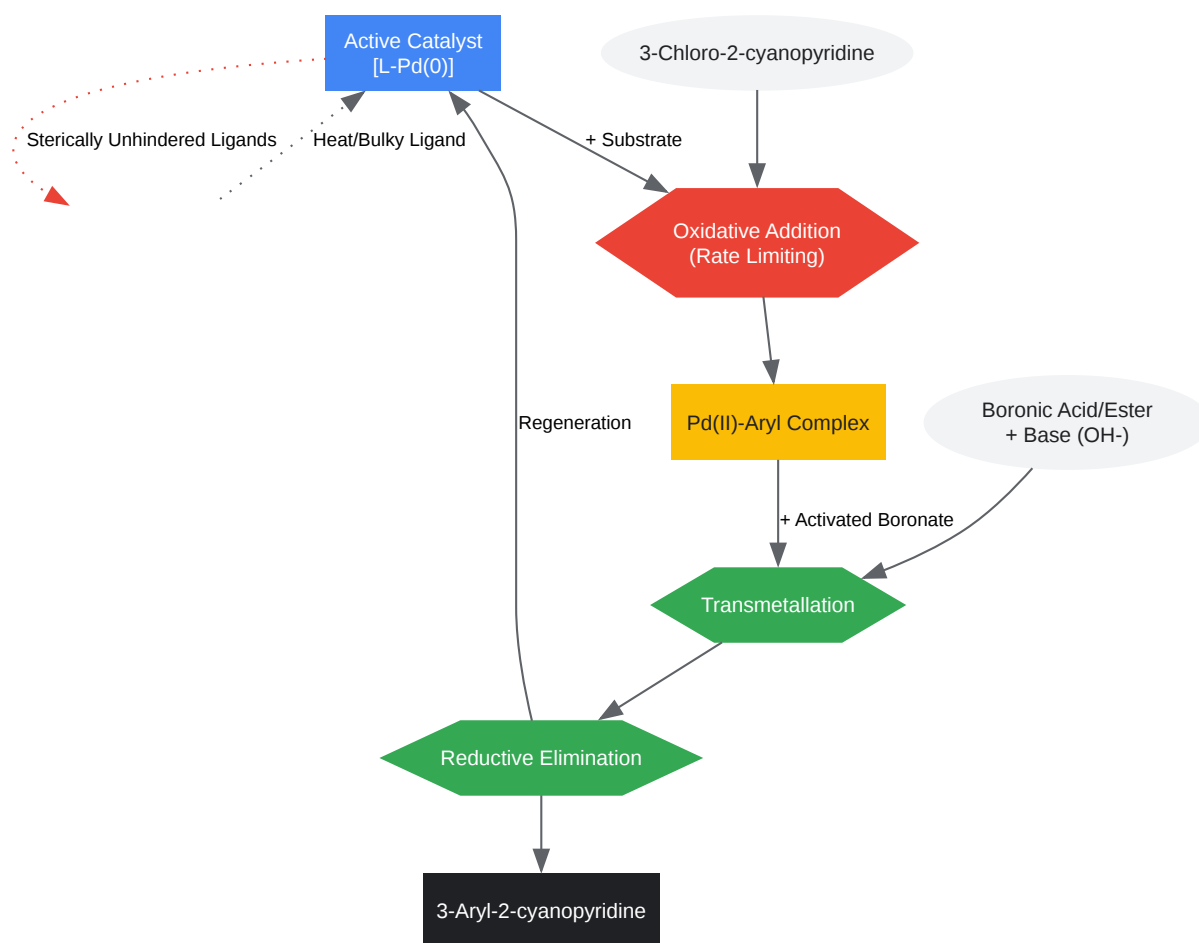 Active Catalyst
[L-Pd(0)]
3-Chloro-2-cyanopyridine
Sterically Unhindered Ligands
Heat/Bulky Ligand
+ Substrate
Oxidative Addition
(Rate Limiting)
Pd(II)-Aryl Complex
Boronic Acid/Ester
+ Base (OH-)
Regeneration
+ Activated Boronate
Transmetallation
Reductive Elimination
3-Aryl-2-cyanopyridine